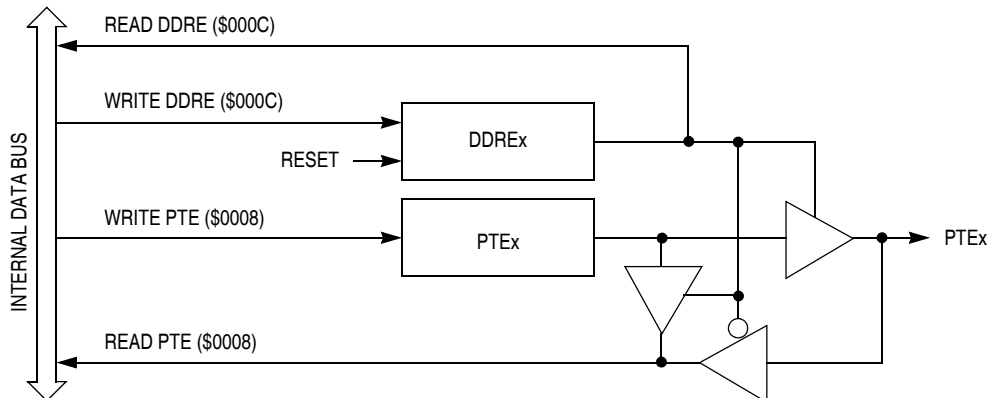 READ DDRE ($000C)
WRITE DDRE ($000C)
DDREx
RESET
INTERNAL DATA BUS
WRITE PTE ($0008)
PTEx
PTEx
READ PTE ($0008)